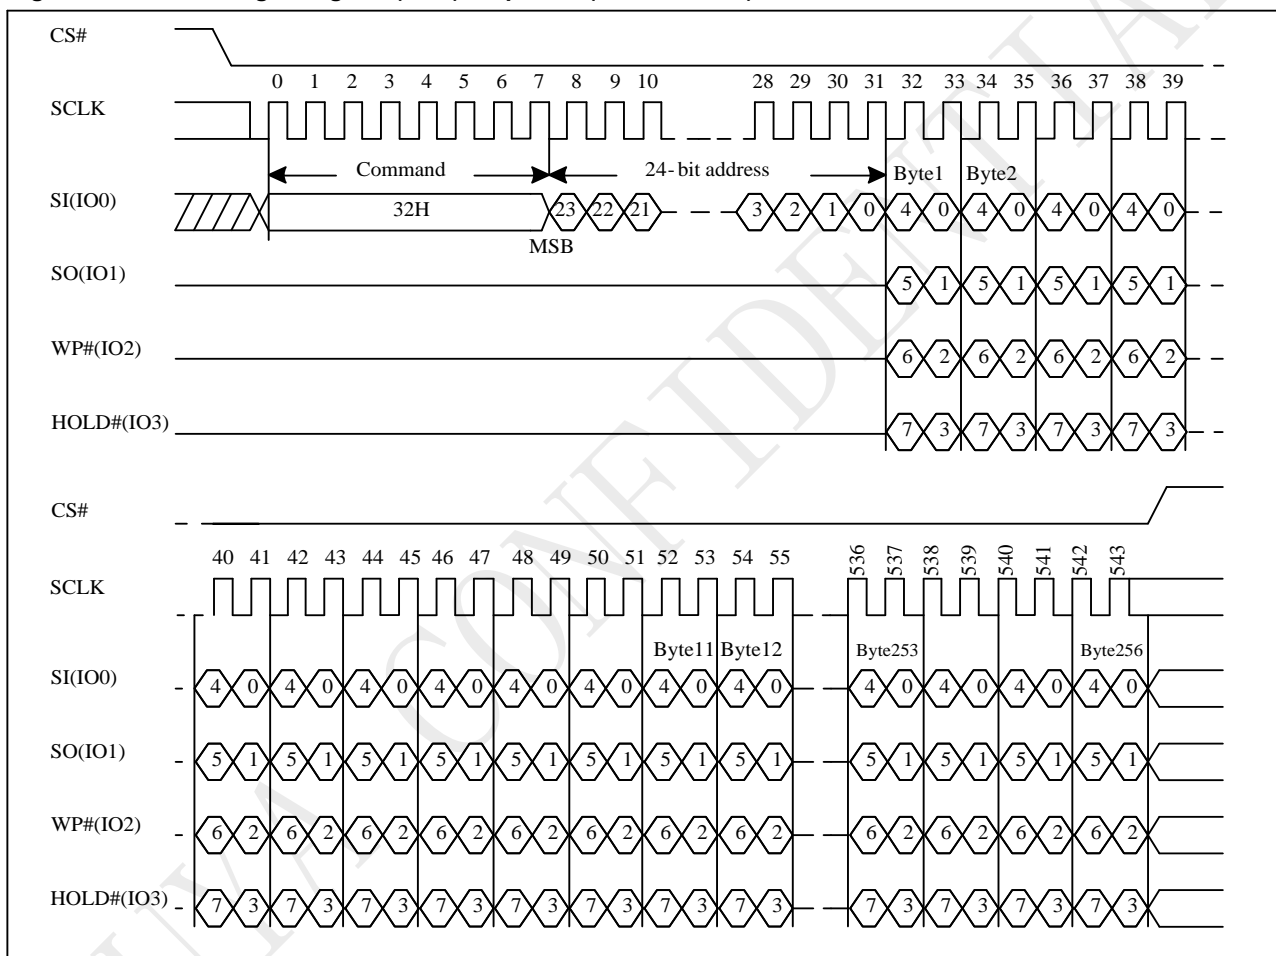 CS#
0 1 2 3 4 5 6 7 8 9 10 28 29 30 31 32 33 34 35 36 37 38 39
SCLK
Command 24-bit address Byte1 Byte2
SI(IO0) 32H 23 22 21 3 2 1 0 4 0 4 0 4 0 4 0
MSB
SO(IO1) 5 1 5 1 5 1 5 1
WP#(IO2) 6 2 6 2 6 2 6 2
HOLD#(IO3) 7 3 7 3 7 3 7 3
CS#
40 41 42 43 44 45 46 47 48 49 50 51 52 53 54 55 536 537 538 539 540 541 542 543
SCLK
Byte11 Byte12 Byte253 Byte256
SI(IO0) 4 0 4 0 4 0 4 0 4 0 4 0 4 0 4 0 4 0 4 0 4 0 4 0
SO(IO1) 5 1 5 1 5 1 5 1 5 1 5 1 5 1 5 1 5 1 5 1 5 1 5 1
WP#(IO2) 6 2 6 2 6 2 6 2 6 2 6 2 6 2 6 2 6 2 6 2 6 2 6 2
HOLD#(IO3) 7 3 7 3 7 3 7 3 7 3 7 3 7 3 7 3 7 3 7 3 7 3 7 3
UYA CONFIDENTIAL